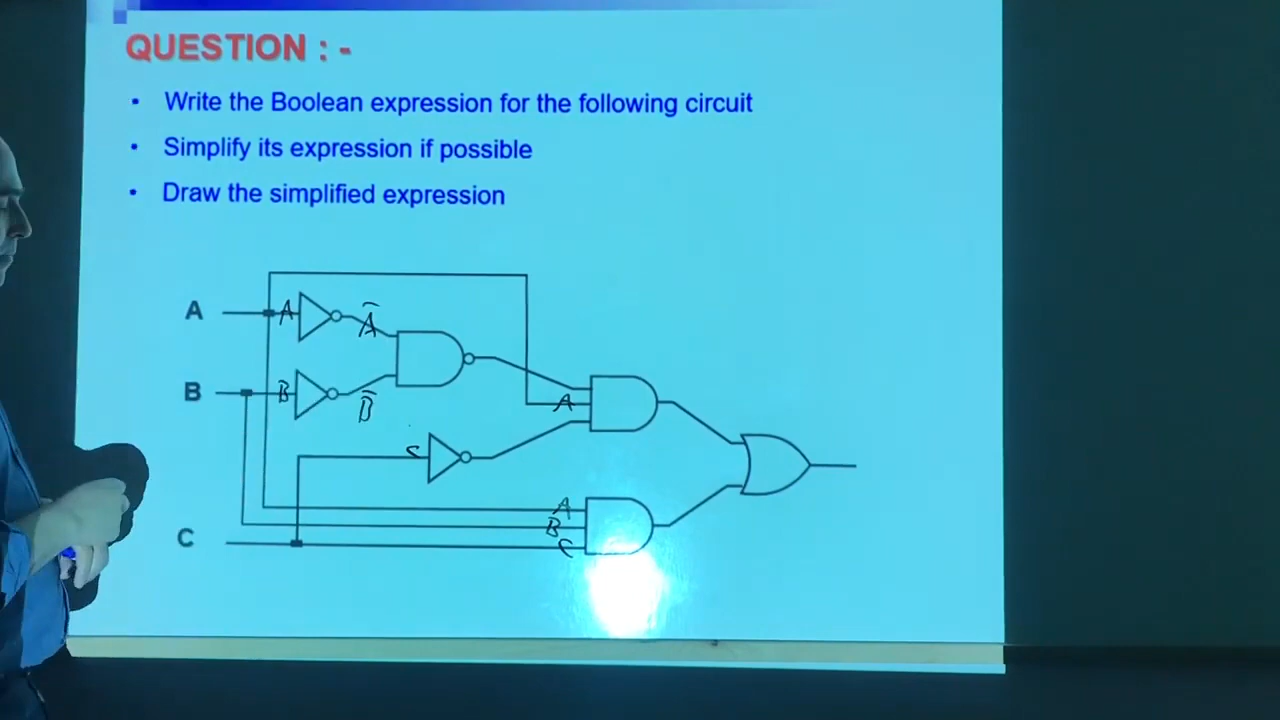 QUESTION : -
• Write the Boolean expression for the following circuit
• Simplify its expression if possible
• Draw the simplified expression
A A A̅
B B B̅
A
C
A
B
C C